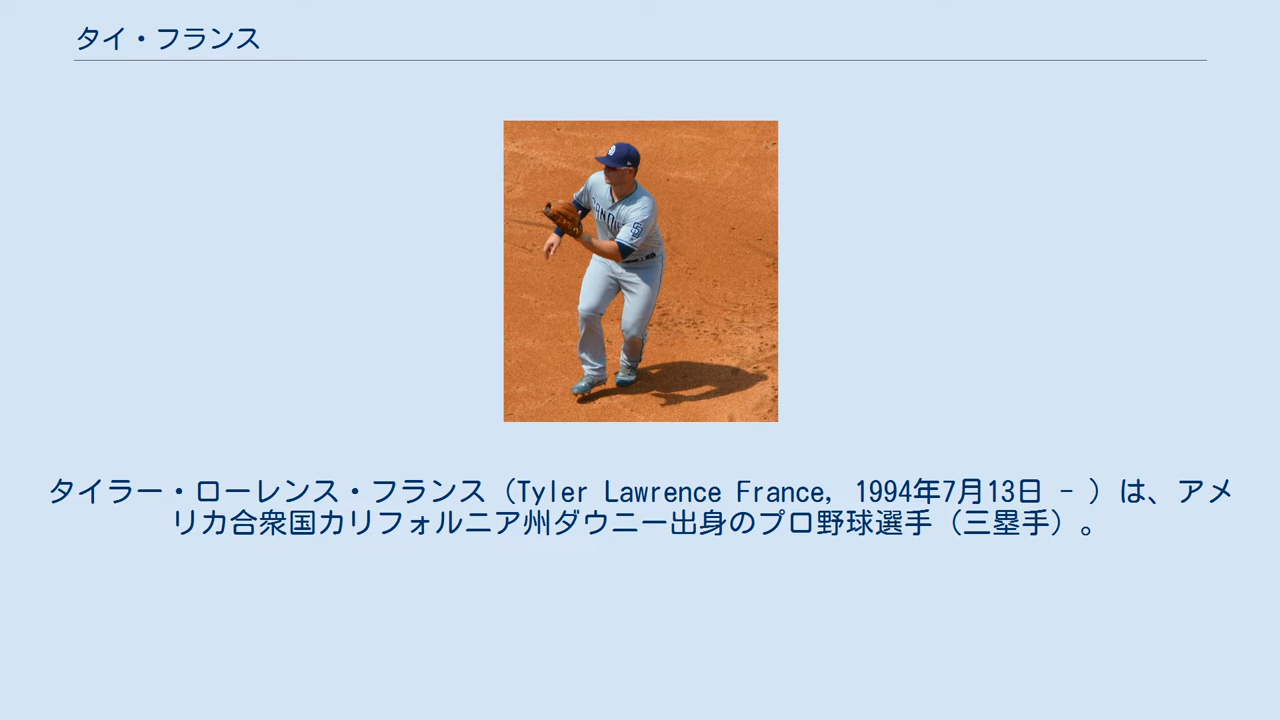 タイ・フランス
SAN DI
SD
タイラー・ローレンス・フランス（Tyler Lawrence France, 1994年7月13日 - ）は、アメ
リカ合衆国カリフォルニア州ダウニー出身のプロ野球選手（三塁手）。